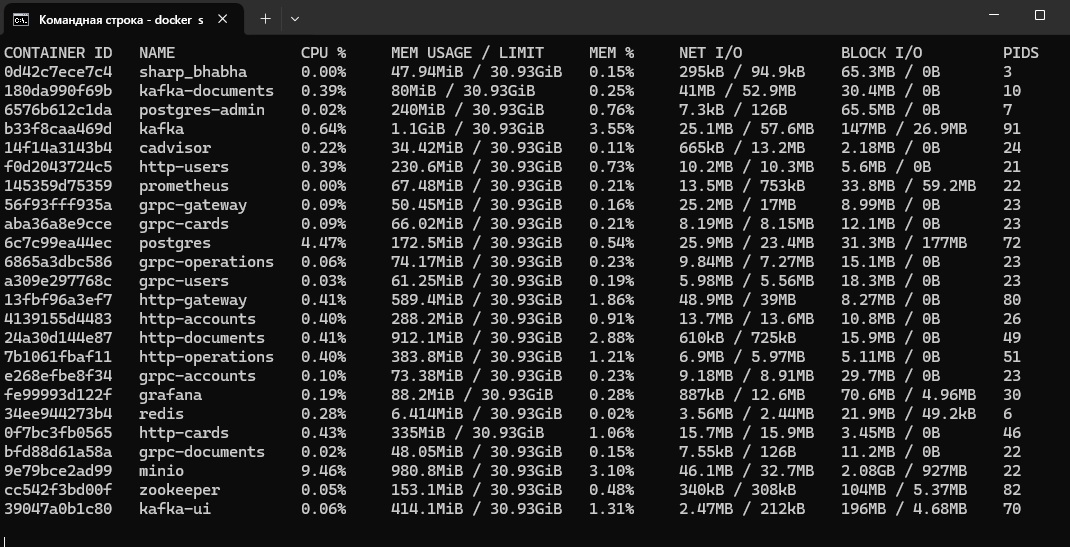 Командная строка - docker s
CONTAINER ID NAME CPU % MEM USAGE / LIMIT MEM % NET I/O BLOCK I/O PIDS
0d42c7ece7c4 sharp_bhabha 0.00% 47.94MiB / 30.93GiB 0.15% 295kB / 94.9kB 65.3MB / 0B 3
180da990f69b kafka-documents 0.39% 80MiB / 30.93GiB 0.25% 41MB / 52.9MB 30.4MB / 0B 10
6576b612c1da postgres-admin 0.02% 240MiB / 30.93GiB 0.76% 7.3kB / 126B 65.5MB / 0B 7
b33f8caa469d kafka 0.64% 1.1GiB / 30.93GiB 3.55% 25.1MB / 57.6MB 147MB / 26.9MB 91
14f14a3143b4 cadvisor 0.22% 34.42MiB / 30.93GiB 0.11% 665kB / 13.2MB 2.18MB / 0B 24
f0d2043724c5 http-users 0.39% 230.6MiB / 30.93GiB 0.73% 10.2MB / 10.3MB 5.6MB / 0B 21
145359d75359 prometheus 0.00% 67.48MiB / 30.93GiB 0.21% 13.5MB / 753kB 33.8MB / 59.2MB 22
56f93fff935a grpc-gateway 0.09% 50.45MiB / 30.93GiB 0.16% 25.2MB / 17MB 8.99MB / 0B 23
aba36a8e9cce grpc-cards 0.09% 66.02MiB / 30.93GiB 0.21% 8.19MB / 8.15MB 12.1MB / 0B 23
6c7c99ea44ec postgres 4.47% 172.5MiB / 30.93GiB 0.54% 25.9MB / 23.4MB 31.3MB / 177MB 72
6865a3dbc586 grpc-operations 0.06% 74.17MiB / 30.93GiB 0.23% 9.84MB / 7.27MB 15.1MB / 0B 23
a309e297768c grpc-users 0.03% 61.25MiB / 30.93GiB 0.19% 5.98MB / 5.56MB 18.3MB / 0B 23
13fbf96a3ef7 http-gateway 0.41% 589.4MiB / 30.93GiB 1.86% 48.9MB / 39MB 8.27MB / 0B 80
4139155d4483 http-accounts 0.40% 288.2MiB / 30.93GiB 0.91% 13.7MB / 13.6MB 10.8MB / 0B 26
24a30d144e87 http-documents 0.41% 912.1MiB / 30.93GiB 2.88% 610kB / 725kB 15.9MB / 0B 49
7b1061fbaf11 http-operations 0.40% 383.8MiB / 30.93GiB 1.21% 6.9MB / 5.97MB 5.11MB / 0B 51
e268efbe8f34 grpc-accounts 0.10% 73.38MiB / 30.93GiB 0.23% 9.18MB / 8.91MB 29.7MB / 0B 23
fe99993d122f grafana 0.19% 88.2MiB / 30.93GiB 0.28% 887kB / 12.6MB 70.6MB / 4.96MB 30
34ee944273b4 redis 0.28% 6.414MiB / 30.93GiB 0.02% 3.56MB / 2.44MB 21.9MB / 49.2kB 6
0f7bc3fb0565 http-cards 0.43% 335MiB / 30.93GiB 1.06% 15.7MB / 15.9MB 3.45MB / 0B 46
bfd88d61a58a grpc-documents 0.02% 48.05MiB / 30.93GiB 0.15% 7.55kB / 126B 11.2MB / 0B 22
9e79bce2ad99 minio 9.46% 980.8MiB / 30.93GiB 3.10% 46.1MB / 32.7MB 2.08GB / 927MB 22
cc542f3bd00f zookeeper 0.05% 153.1MiB / 30.93GiB 0.48% 340kB / 308kB 104MB / 5.37MB 82
39047a0b1c80 kafka-ui 0.06% 414.1MiB / 30.93GiB 1.31% 2.47MB / 212kB 196MB / 4.68MB 70